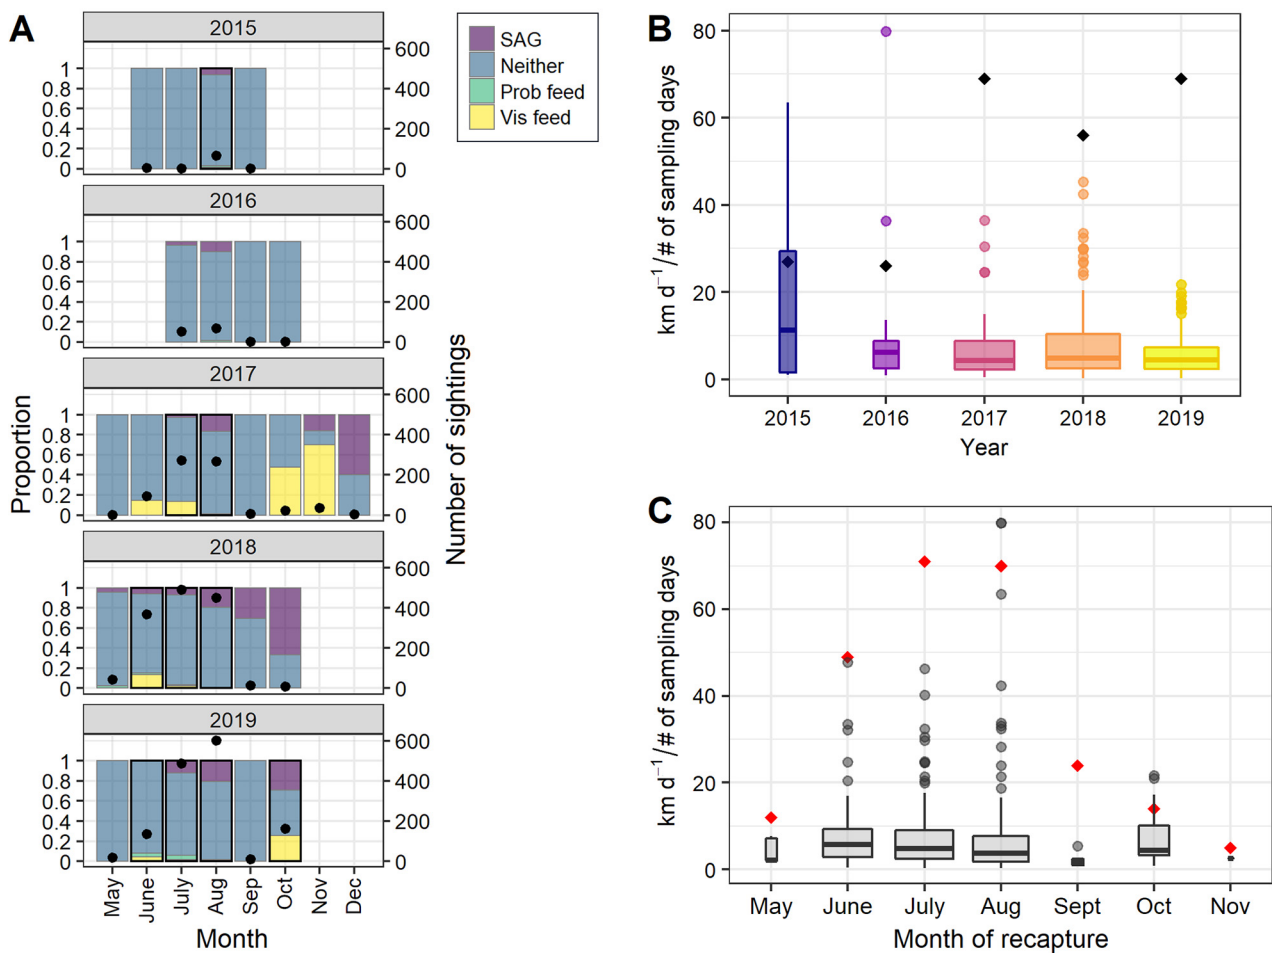 A
2015
1
0.8
0.6
0.4
0.2
0
600
400
200
0
2016
1
0.8
0.6
0.4
0.2
0
600
400
200
0
2017
1
0.8
0.6
0.4
0.2
0
600
400
200
0
2018
1
0.8
0.6
0.4
0.2
0
600
400
200
0
2019
1
0.8
0.6
0.4
0.2
0
600
400
200
0
Proportion
Number of sightings
May
June
July
Aug
Sep
Oct
Nov
Dec
Month
SAG
Neither
Prob feed
Vis feed
B
km d⁻¹/# of sampling days
80
60
40
20
0
2015
2016
2017
2018
2019
Year
C
km d⁻¹/# of sampling days
80
60
40
20
0
May
June
July
Aug
Sept
Oct
Nov
Month of recapture